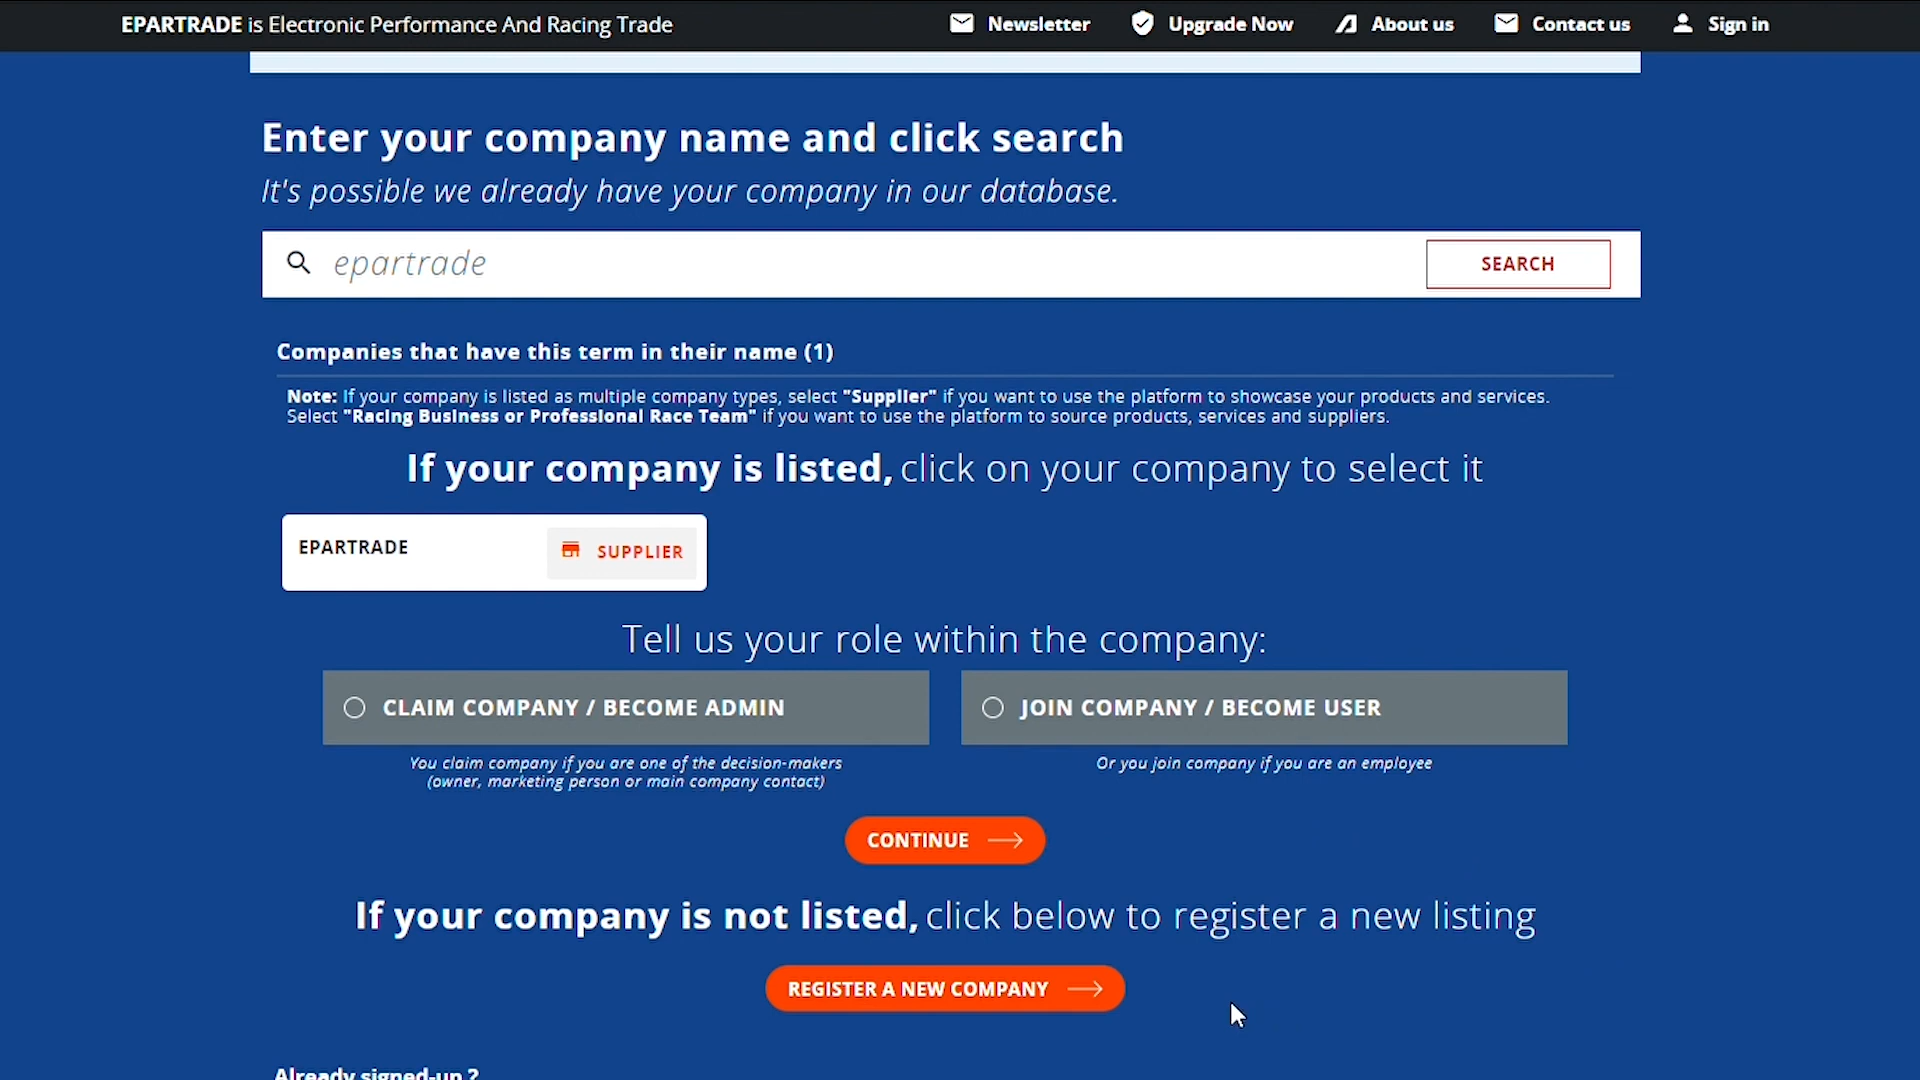 EPARTRADE is Electronic Performance And Racing Trade
Newsletter
Upgrade Now
About us
Contact us
Sign in
Enter your company name and click search
It's possible we already have your company in our database.
epartrade
SEARCH
Companies that have this term in their name (1)
Note: If your company is listed as multiple company types, select "Supplier" if you want to use the platform to showcase your products and services.
Select "Racing Business or Professional Race Team" if you want to use the platform to source products, services and suppliers.
If your company is listed, click on your company to select it
EPARTRADE
SUPPLIER
Tell us your role within the company:
CLAIM COMPANY / BECOME ADMIN
JOIN COMPANY / BECOME USER
You claim company if you are one of the decision-makers
(owner, marketing person or main company contact)
Or you join company if you are an employee
CONTINUE
If your company is not listed, click below to register a new listing
REGISTER A NEW COMPANY
Already signed-up ?